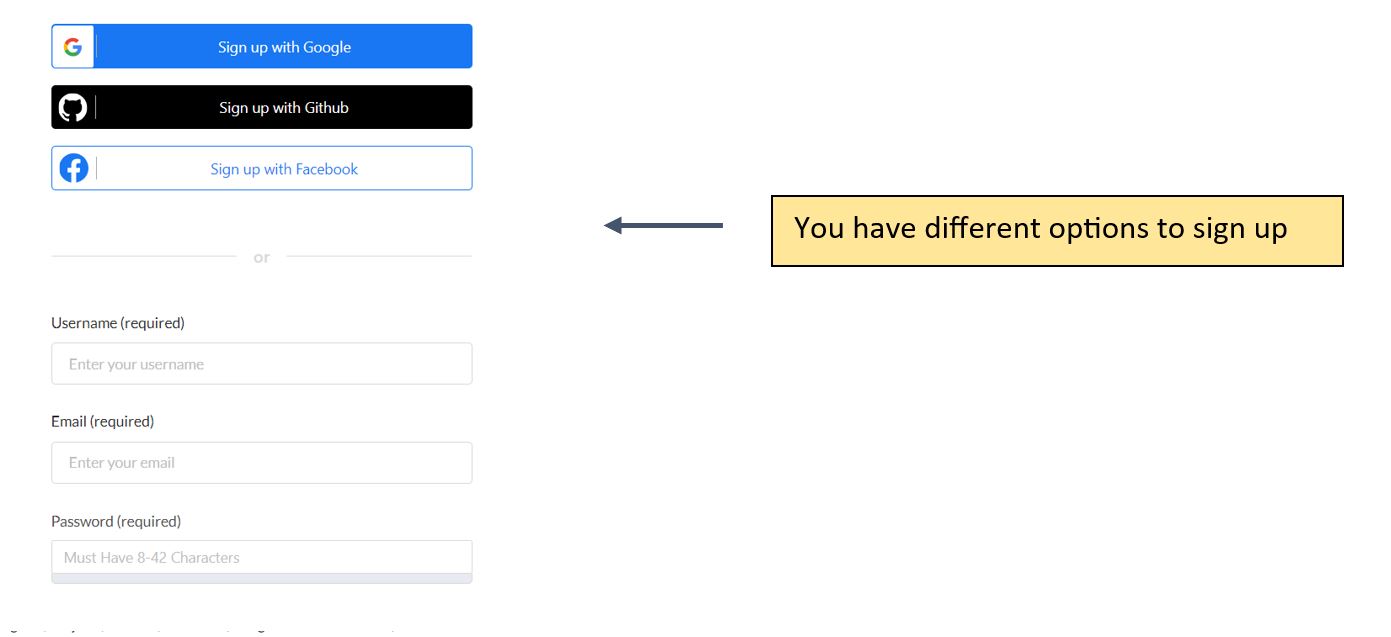 Sign up with Google
Sign up with Github
Sign up with Facebook
You have different options to sign up
or
Username (required)
Enter your username
Email (required)
Enter your email
Password (required)
Must Have 8-42 Characters